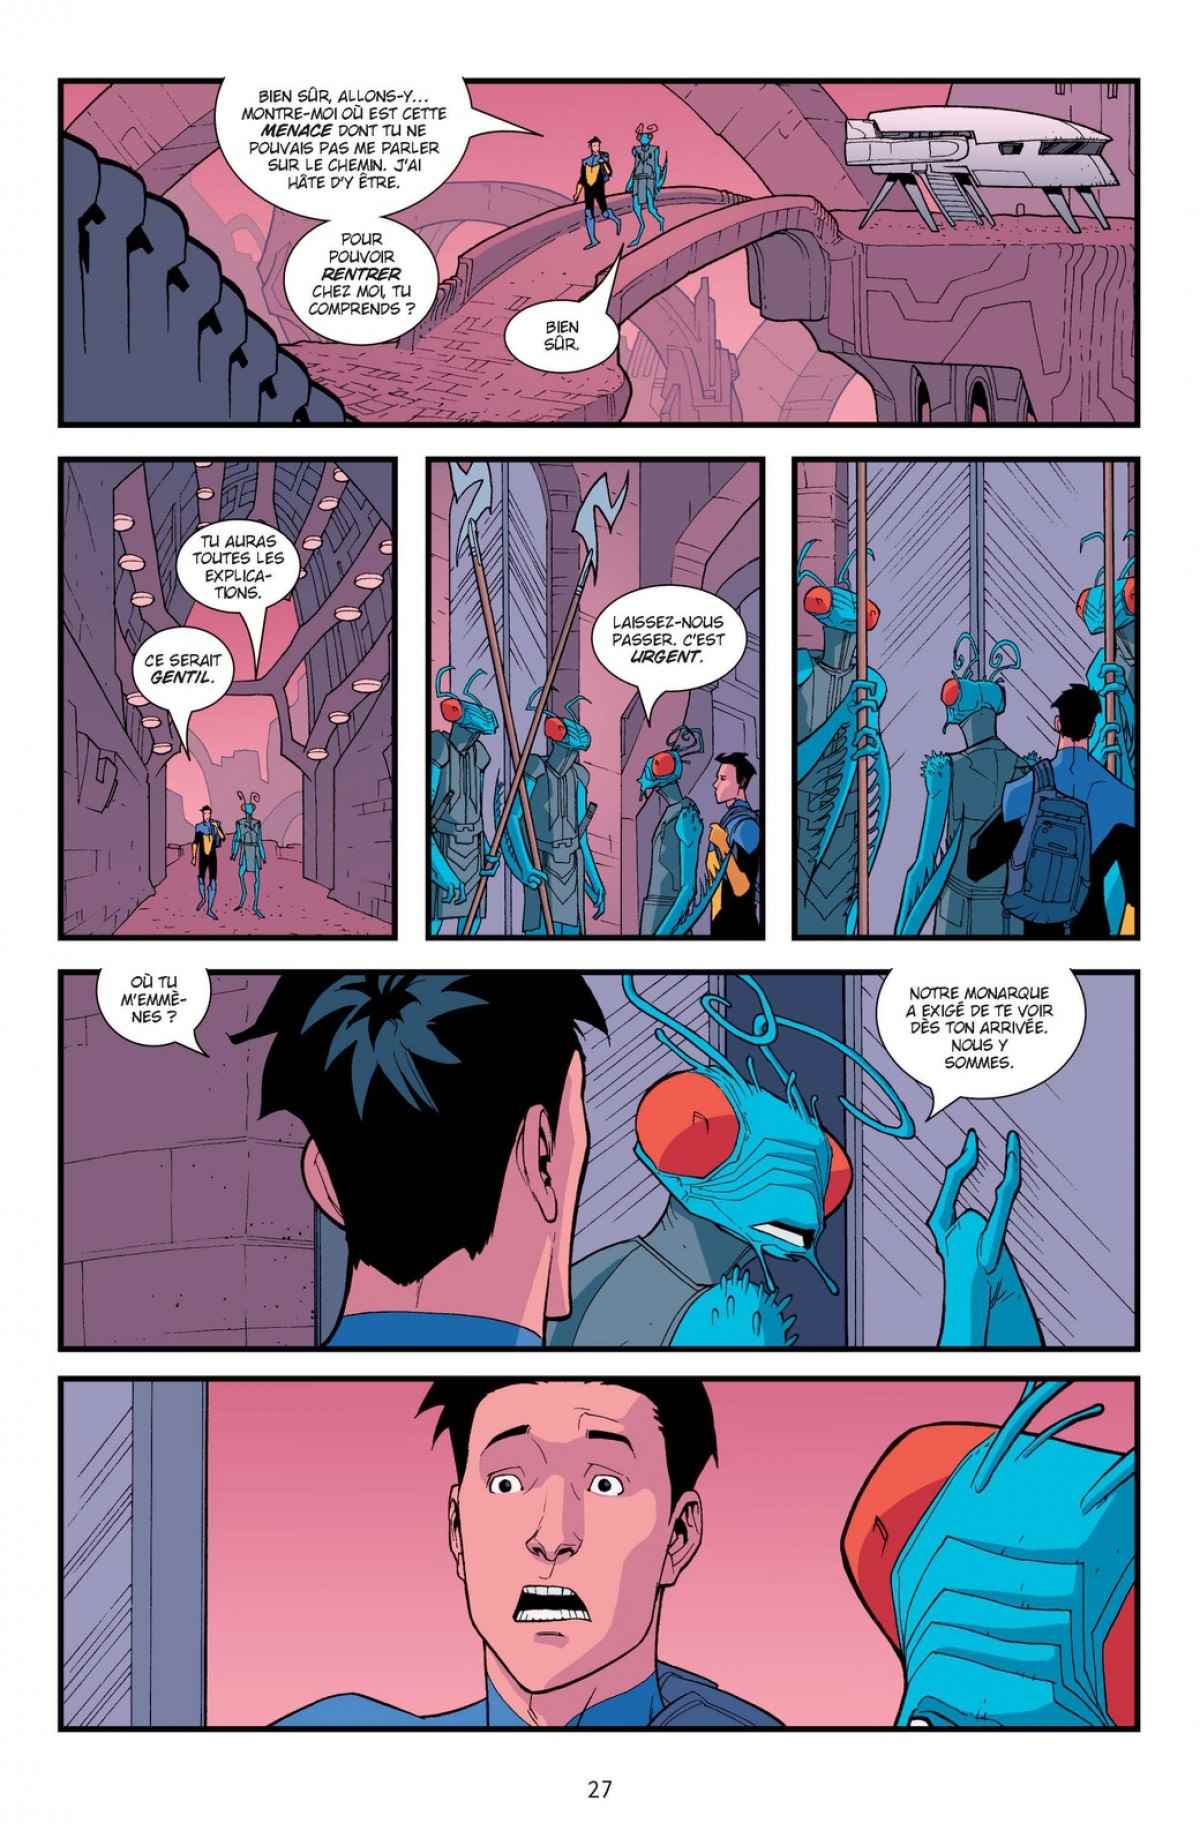 BIEN SÛR, ALLONS-Y...
MONTRE-MOI OÙ EST CETTE
MENACE DONT TU NE
POUVAIS PAS ME PARLER
SUR LE CHEMIN. J'AI
HÂTE D'Y ÊTRE.
POUR
POUVOIR
RENTRER
CHEZ MOI, TU
COMPRENDS ?
BIEN
SÛR.
TU AURAS
TOUTES LES
EXPLICA-
TIONS.
CE SERAIT
GENTIL.
LAISSEZ-NOUS
PASSER. C'EST
URGENT.
OÙ TU
M'EMMÈ-
NES ?
NOTRE MONARQUE
A EXIGÉ DE TE VOIR
DÈS TON ARRIVÉE.
NOUS Y
SOMMES.
27